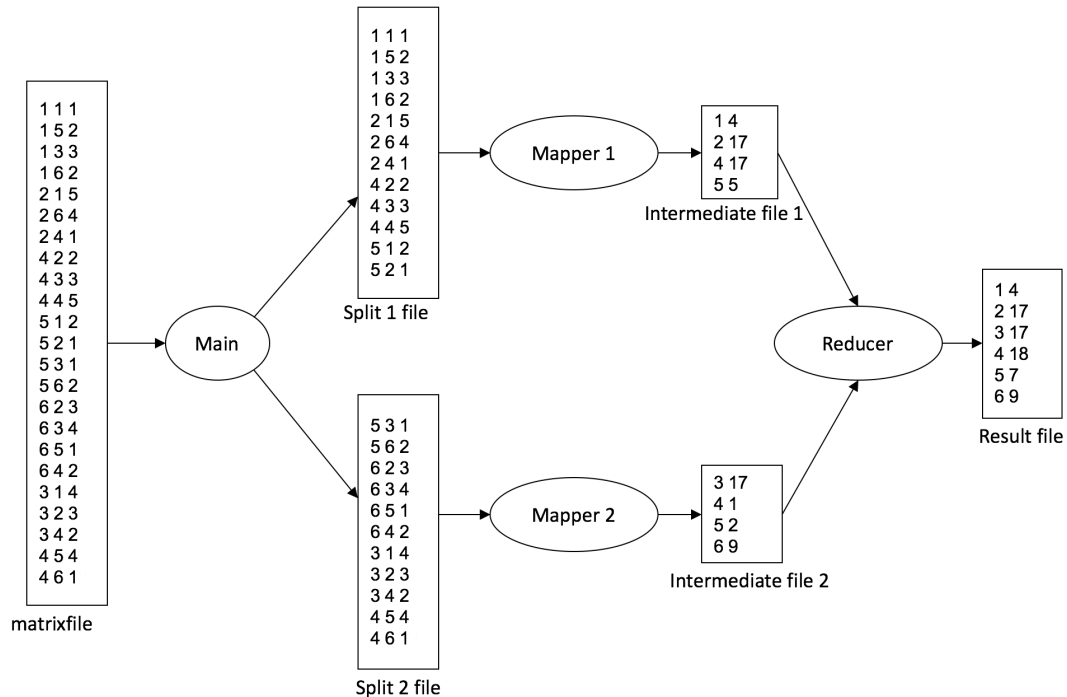 1 1 1
1 5 2
1 3 3
1 6 2
2 1 5
2 6 4
2 4 1
4 2 2
4 3 3
4 4 5
5 1 2
5 2 1
5 3 1
5 6 2
6 2 3
6 3 4
6 5 1
6 4 2
3 1 4
3 2 3
3 4 2
4 5 4
4 6 1
matrixfile
Main
1 1 1
1 5 2
1 3 3
1 6 2
2 1 5
2 6 4
2 4 1
4 2 2
4 3 3
4 4 5
5 1 2
5 2 1
Split 1 file
5 3 1
5 6 2
6 2 3
6 3 4
6 5 1
6 4 2
3 1 4
3 2 3
3 4 2
4 5 4
4 6 1
Split 2 file
Mapper 1
Mapper 2
1 4
2 17
4 17
5 5
Intermediate file 1
3 17
4 1
5 2
6 9
Intermediate file 2
Reducer
1 4
2 17
3 17
4 18
5 7
6 9
Result file